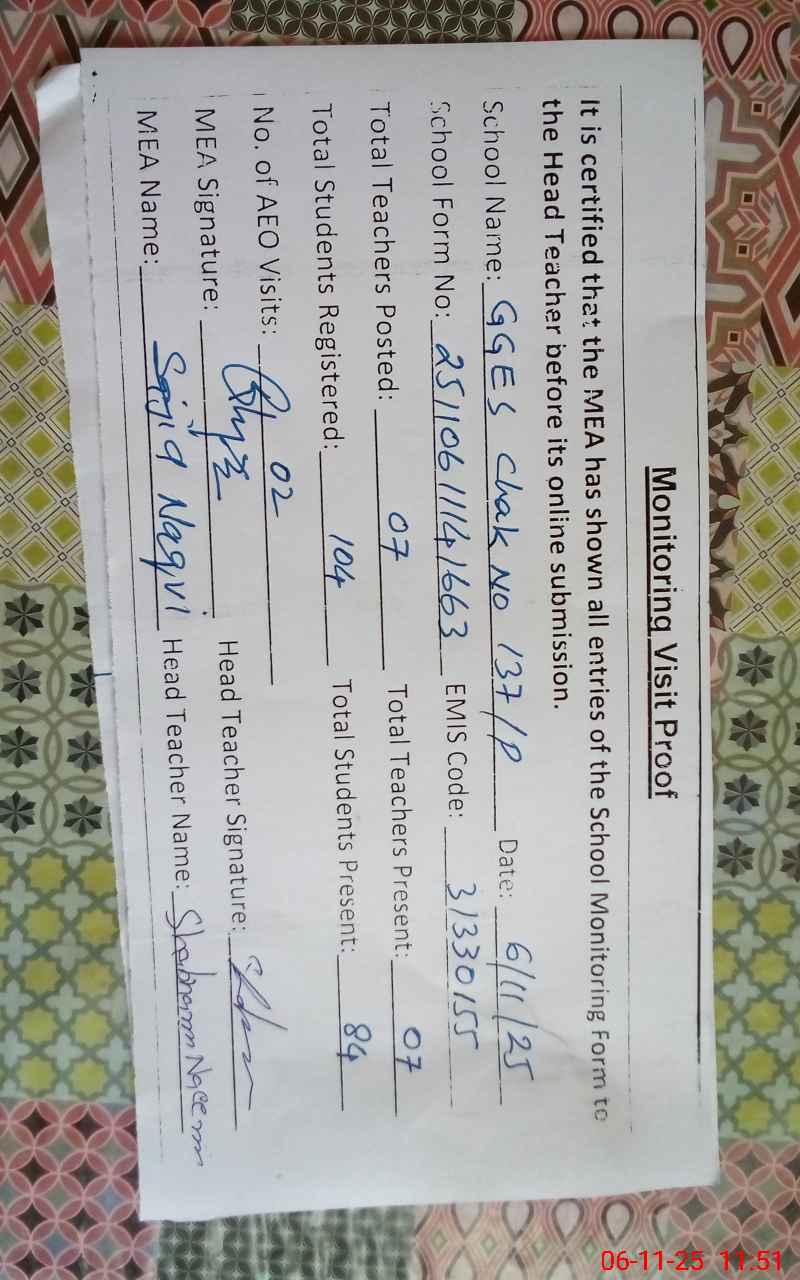 Monitoring Visit Proof
It is certified that the MEA has shown all entries of the School Monitoring Form to
the Head Teacher before its online submission.
School Name: GGES Chak No 137/P Date: 6/11/25
School Form No: 25110611141663 EMIS Code: 31330155
Total Teachers Posted: 07 Total Teachers Present: 07
Total Students Registered: 104 Total Students Present: 84
No. of AEO Visits: 02
MEA Signature: Head Teacher Signature:
MEA Name: Sajid Naqvi Head Teacher Name: Shabnam Naeem
06-11-25 11:51